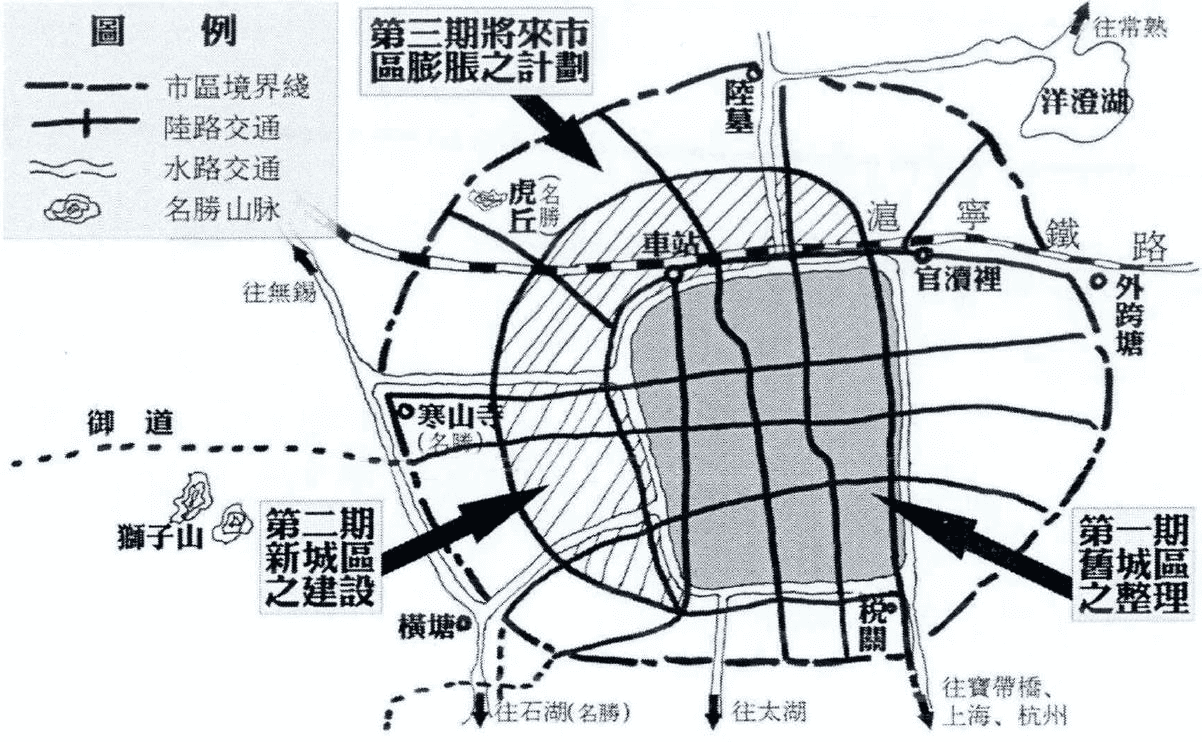 圖 例
市區境界綫
陸路交通
水路交通
名勝山脉
第三期將來市
區膨脹之計劃
往常熟
洋澄湖
陸墓
虎丘
(名勝)
滬 寧 鐵 路
車站
官瀆裡
外跨塘
往無錫
御 道
寒山寺
(名勝)
獅子山
第二期
新城區
之建設
第一期
舊城區
之整理
橫塘
稅關
往石湖(名勝)
往太湖
往寶帶橋、
上海、杭州